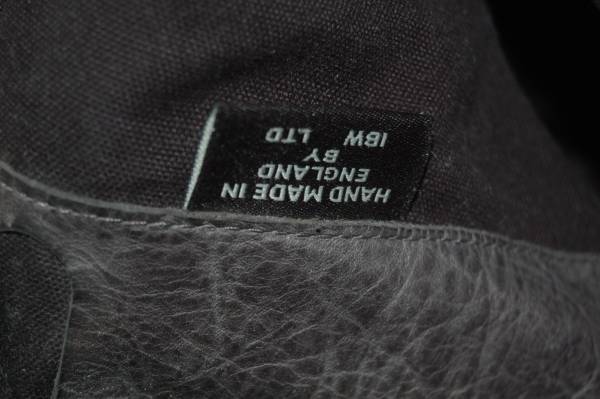 HAND MADE IN
ENGLAND
BY
IBW LTD